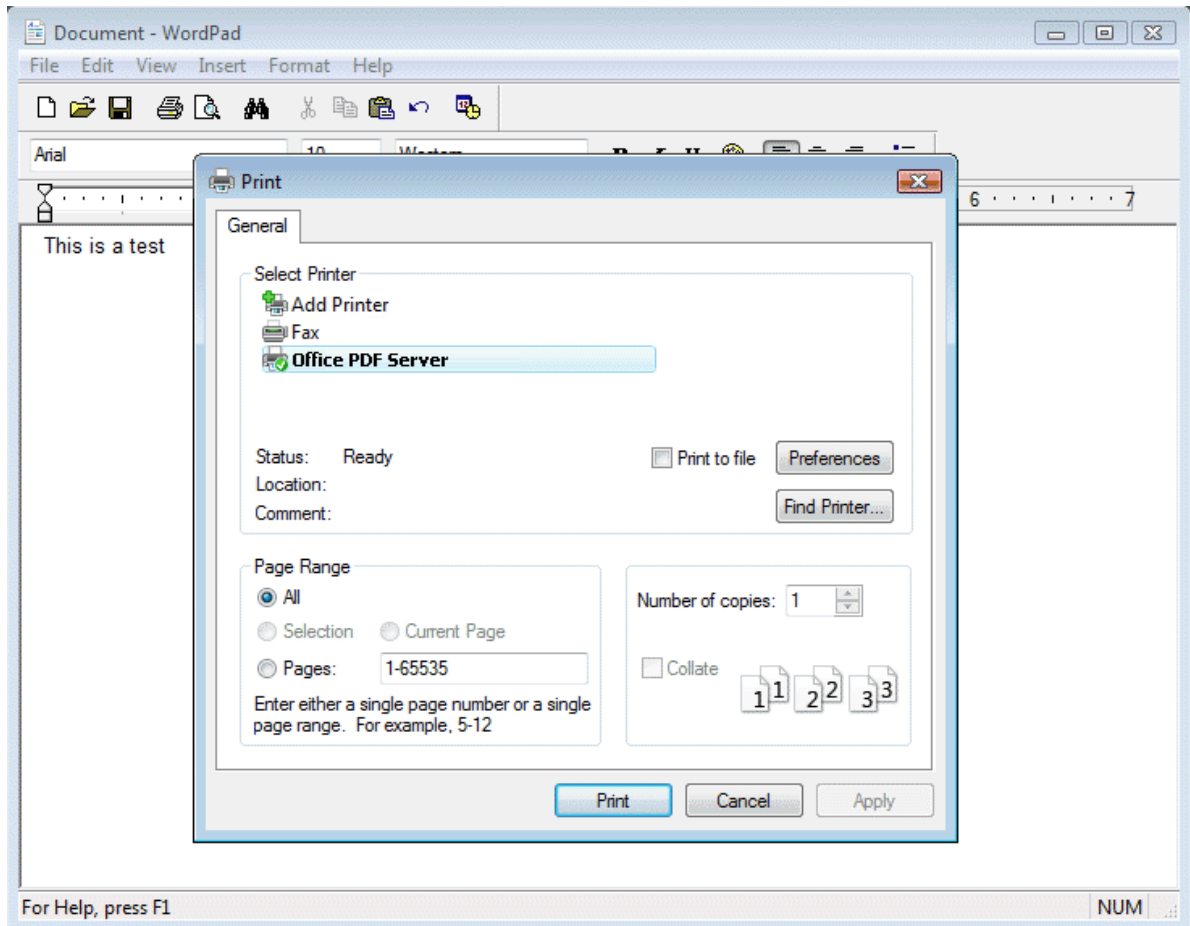 Document - WordPad
File Edit View Insert Format Help
Arial 10 Western
6 7
This is a test
Print
General
Select Printer
Add Printer
Fax
Office PDF Server
Status: Ready
Print to file
Preferences
Location:
Comment:
Find Printer...
Page Range
All
Selection Current Page
Pages: 1-65535
Enter either a single page number or a single
page range. For example, 5-12
Number of copies: 1
Collate
1 1 2 2 3 3
Print Cancel Apply
For Help, press F1 NUM